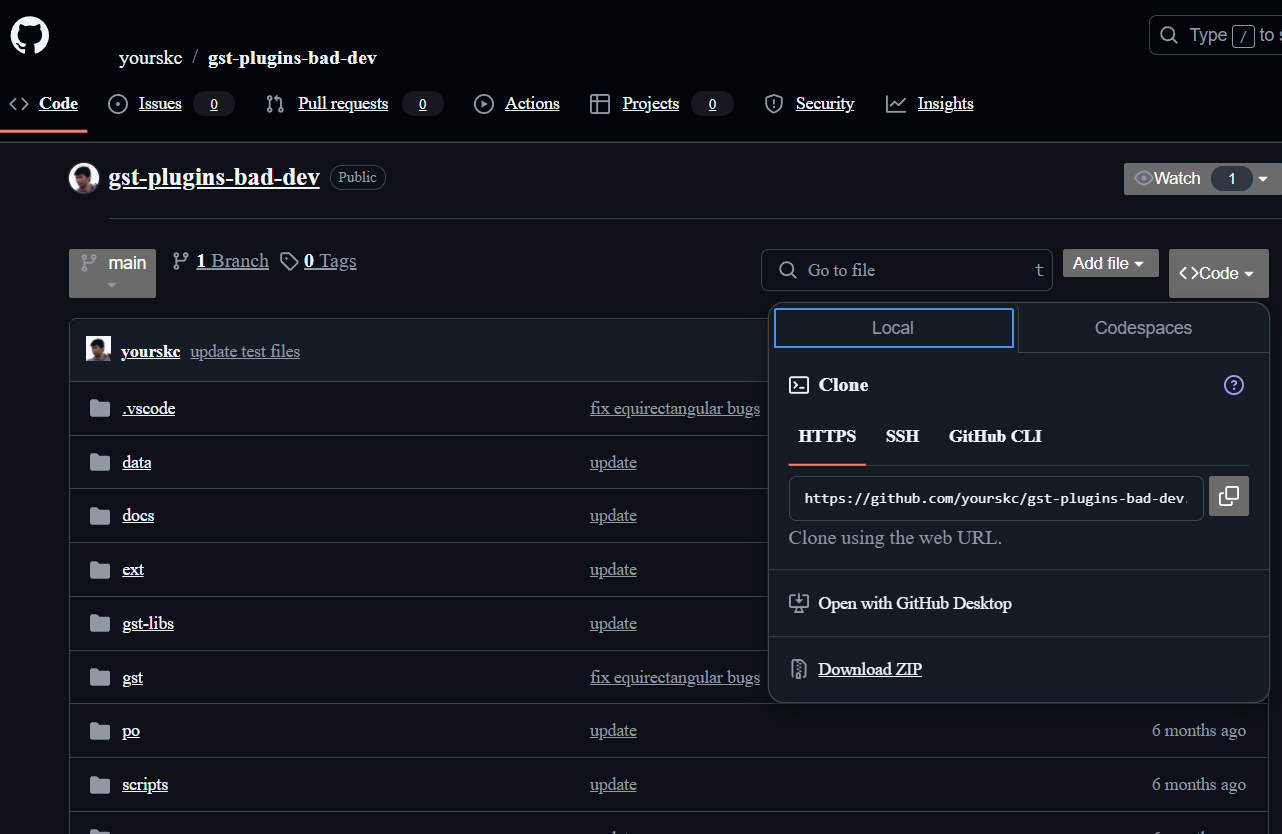 yourskc / gst-plugins-bad-dev
Type / to
Code Issues 0 Pull requests 0 Actions Projects 0 Security Insights
gst-plugins-bad-dev Public
Watch 1
main 1 Branch 0 Tags
Go to file t
Add file
<>Code
Local Codespaces
yourskc update test files
Clone
HTTPS SSH GitHub CLI
https://github.com/yourskc/gst-plugins-bad-dev.
Clone using the web URL.
Open with GitHub Desktop
Download ZIP
.vscode fix equirectangular bugs
data update
docs update
ext update
gst-libs update
gst fix equirectangular bugs
po update 6 months ago
scripts update 6 months ago